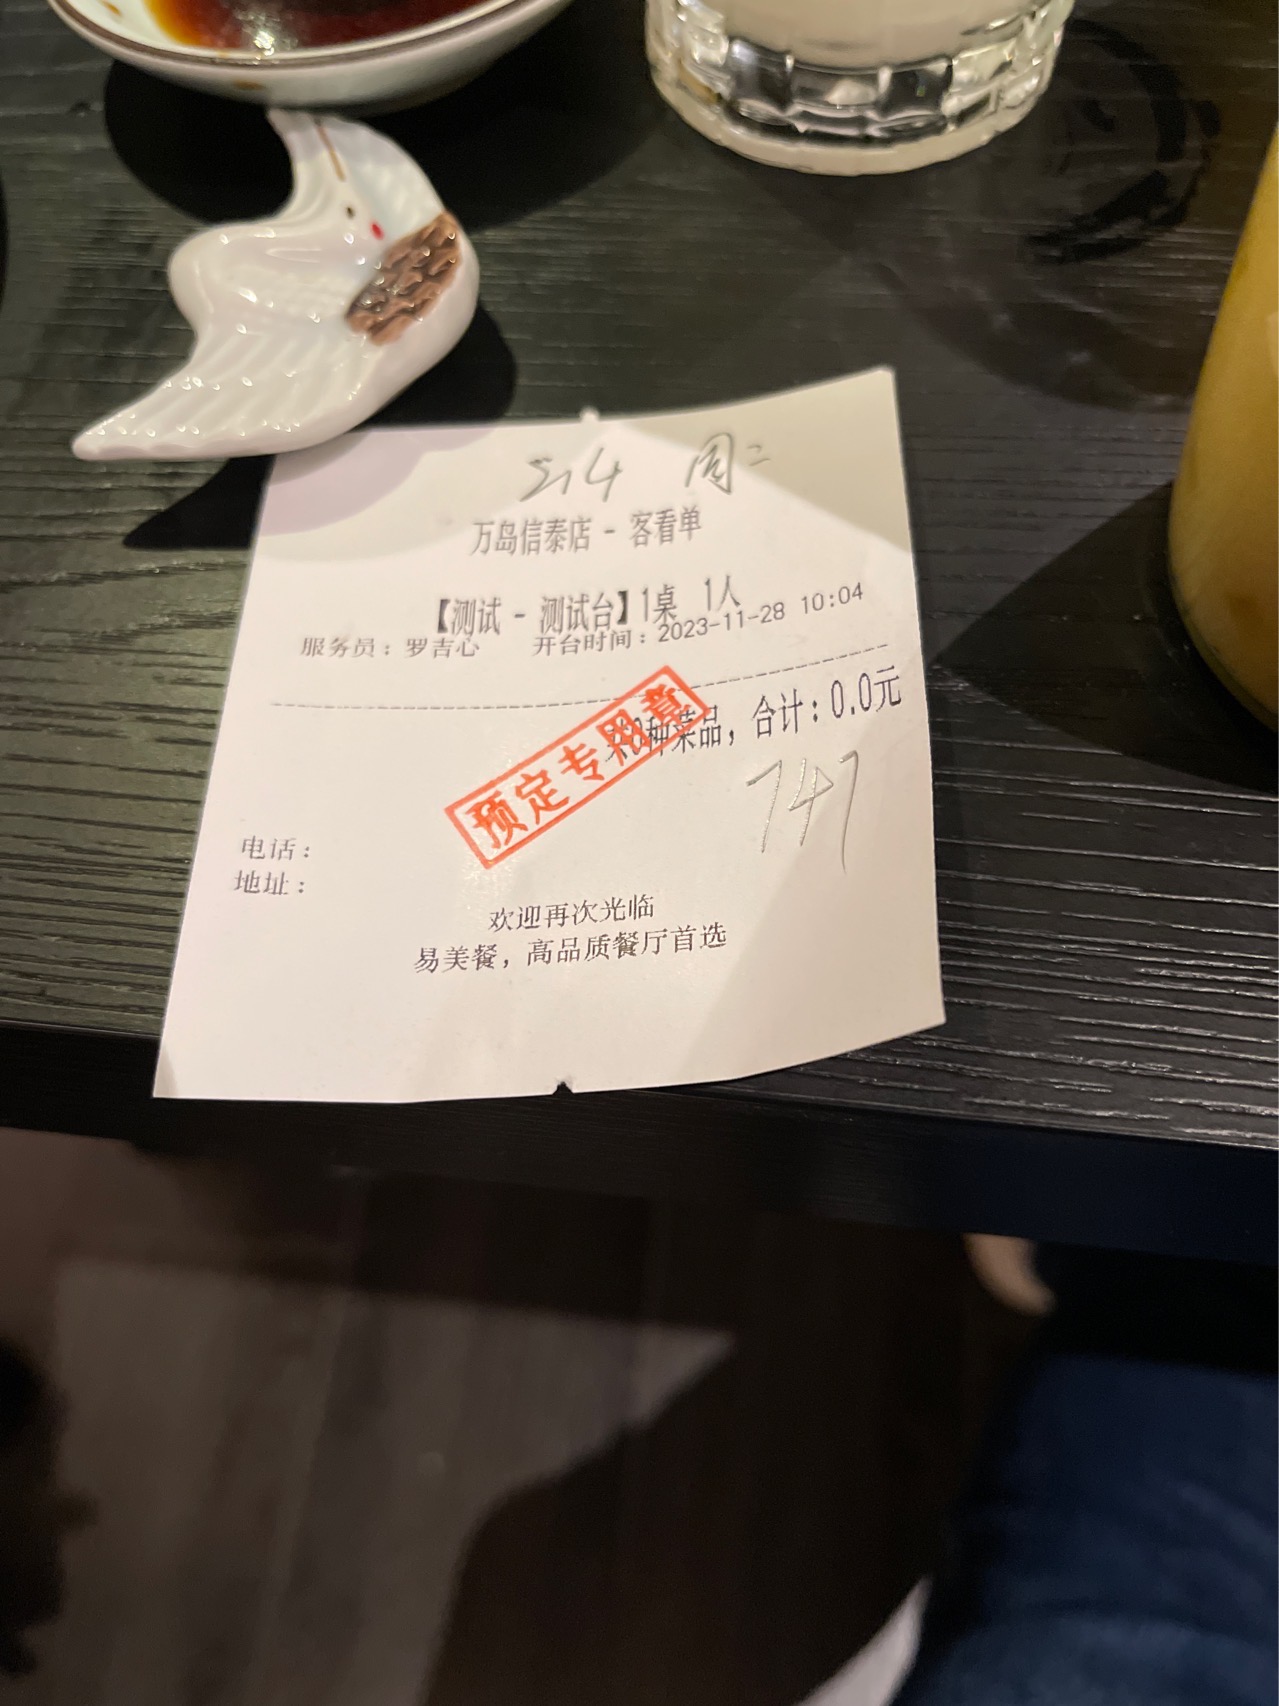 周二
万岛信泰店 - 客看单
【测试 - 测试台】1桌 1人
服务员：罗吉心 开台时间：2023-11-28 10:04
种菜品，合计：0.0元
预定专用章
747
电话：
地址：
欢迎再次光临
易美餐，高品质餐厅首选